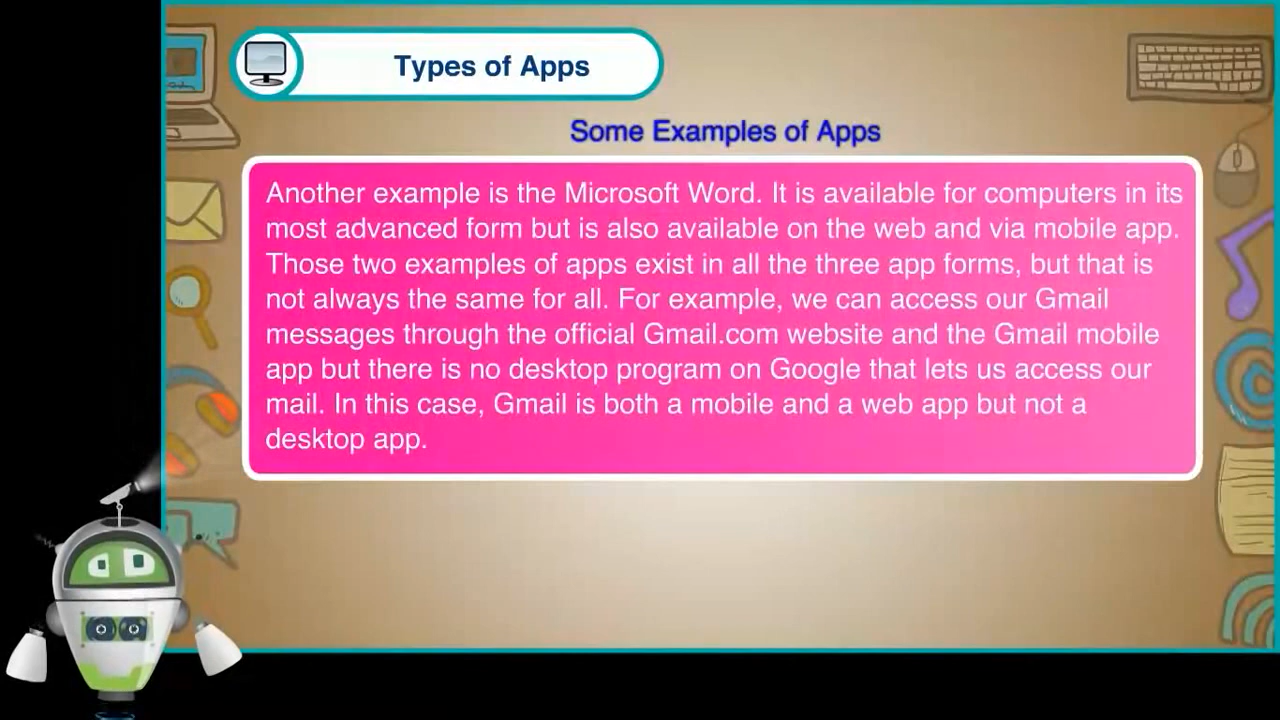 Types of Apps
Some Examples of Apps
Another example is the Microsoft Word. It is available for computers in its
most advanced form but is also available on the web and via mobile app.
Those two examples of apps exist in all the three app forms, but that is
not always the same for all. For example, we can access our Gmail
messages through the official Gmail.com website and the Gmail mobile
app but there is no desktop program on Google that lets us access our
mail. In this case, Gmail is both a mobile and a web app but not a
desktop app.